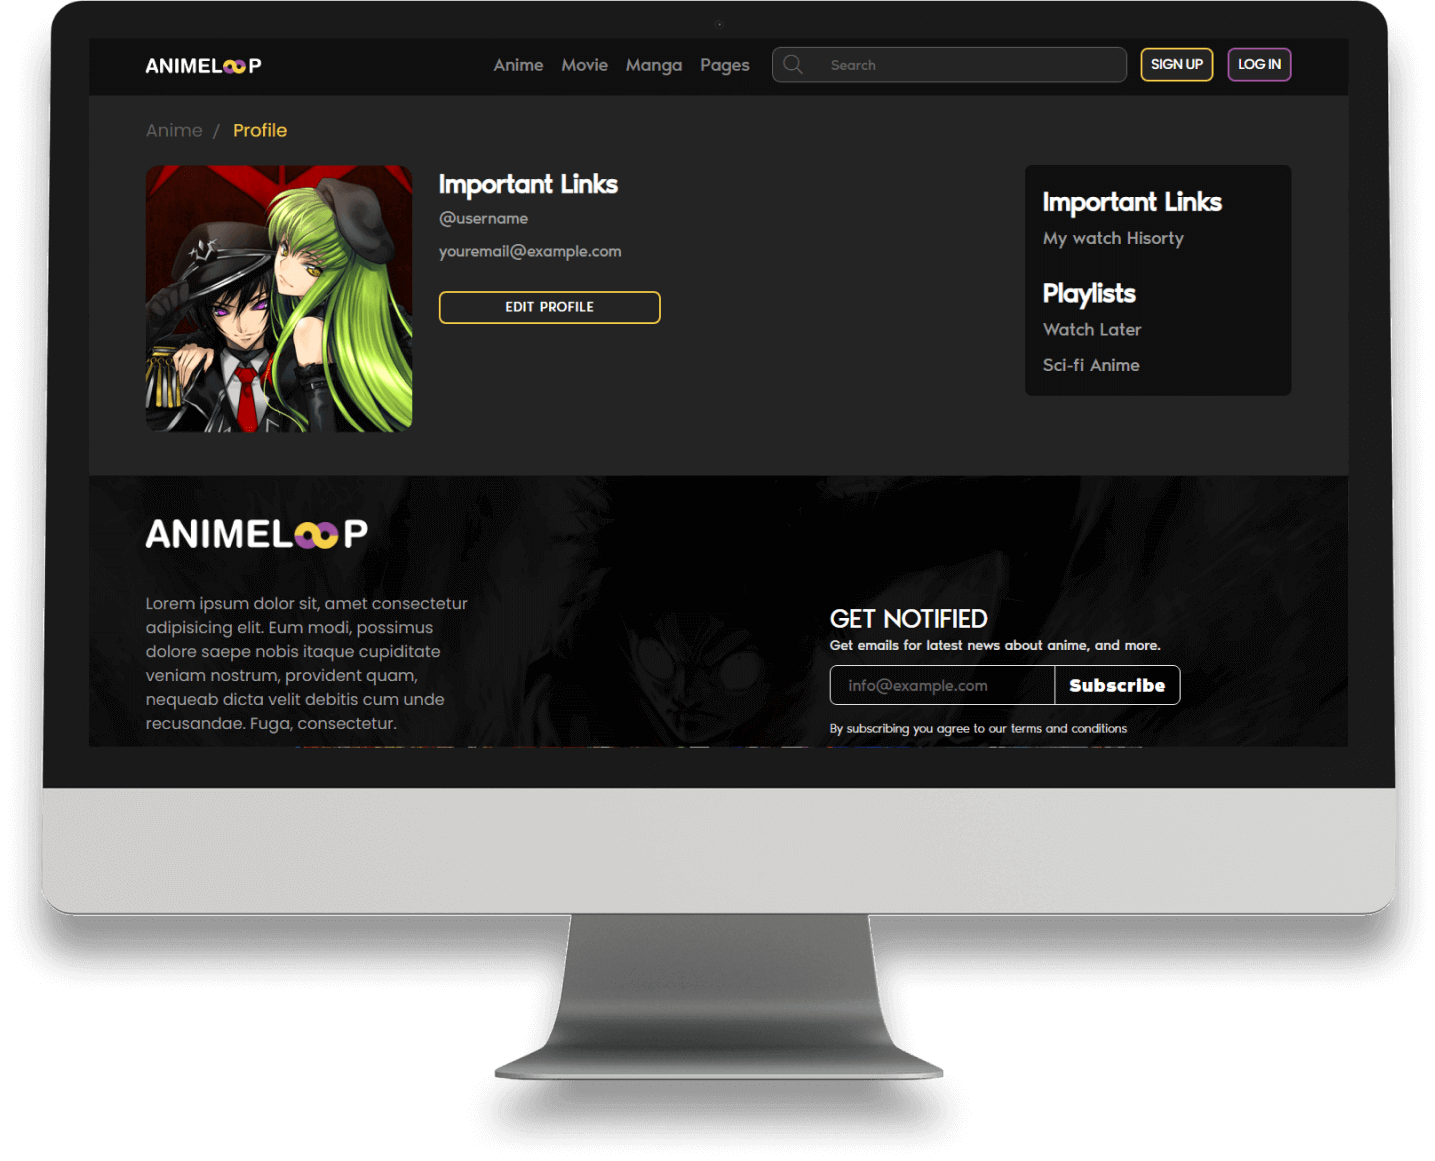 ANIMELOOP
Anime Movie Manga Pages Search SIGN UP LOG IN
Anime / Profile
Important Links
@username
youremail@example.com
EDIT PROFILE
Important Links
My watch Hisorty
Playlists
Watch Later
Sci-fi Anime
ANIMELOOP
Lorem ipsum dolor sit, amet consectetur
adipisicing elit. Eum modi, possimus
dolore saepe nobis itaque cupiditate
veniam nostrum, provident quam,
nequeab dicta velit debitis cum unde
recusandae. Fuga, consectetur.
GET NOTIFIED
Get emails for latest news about anime, and more.
info@example.com Subscribe
By subscribing you agree to our terms and conditions